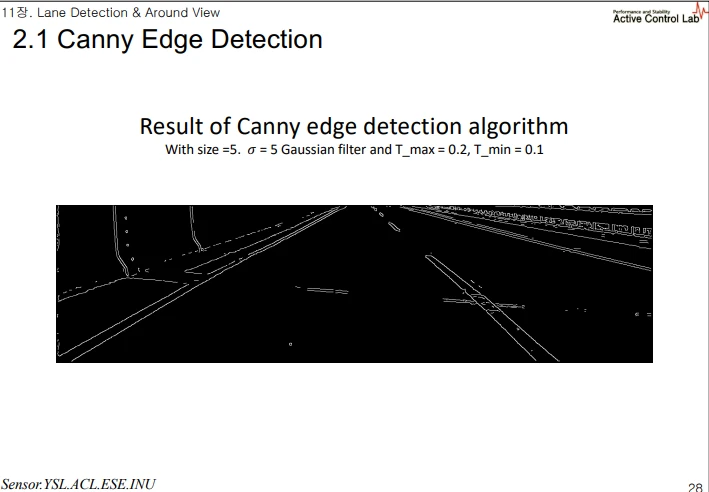 11장. Lane Detection & Around View
Performance and Stability
Active Control Lab
2.1 Canny Edge Detection
Result of Canny edge detection algorithm
With size =5. σ = 5 Gaussian filter and T_max = 0.2, T_min = 0.1
Sensor.YSL.ACL.ESE.INU
28